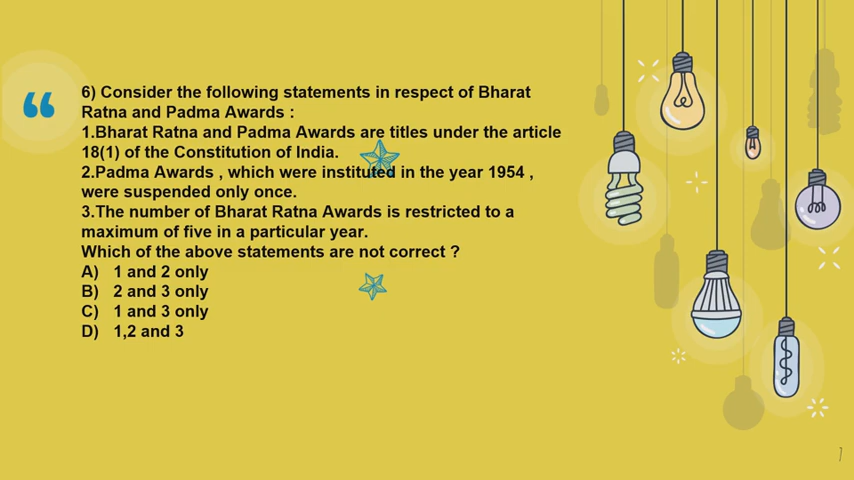 “
6) Consider the following statements in respect of Bharat
Ratna and Padma Awards :
1.Bharat Ratna and Padma Awards are titles under the article
18(1) of the Constitution of India.
2.Padma Awards , which were instituted in the year 1954 ,
were suspended only once.
3.The number of Bharat Ratna Awards is restricted to a
maximum of five in a particular year.
Which of the above statements are not correct ?
A) 1 and 2 only
B) 2 and 3 only
C) 1 and 3 only
D) 1,2 and 3